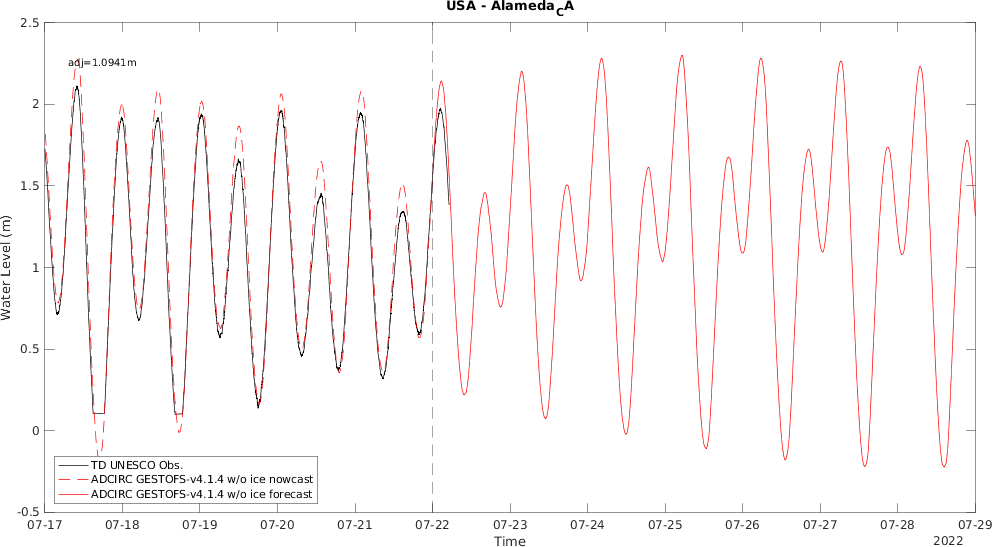 USA - Alameda_CA
2.5
adj=1.0941m
2
1.5
Water Level (m)
1
0.5
0
TD UNESCO Obs.
ADCIRC GESTOFS-v4.1.4 w/o ice nowcast
ADCIRC GESTOFS-v4.1.4 w/o ice forecast
-0.5
07-17 07-18 07-19 07-20 07-21 07-22 07-23 07-24 07-25 07-26 07-27 07-28 07-29
Time
2022